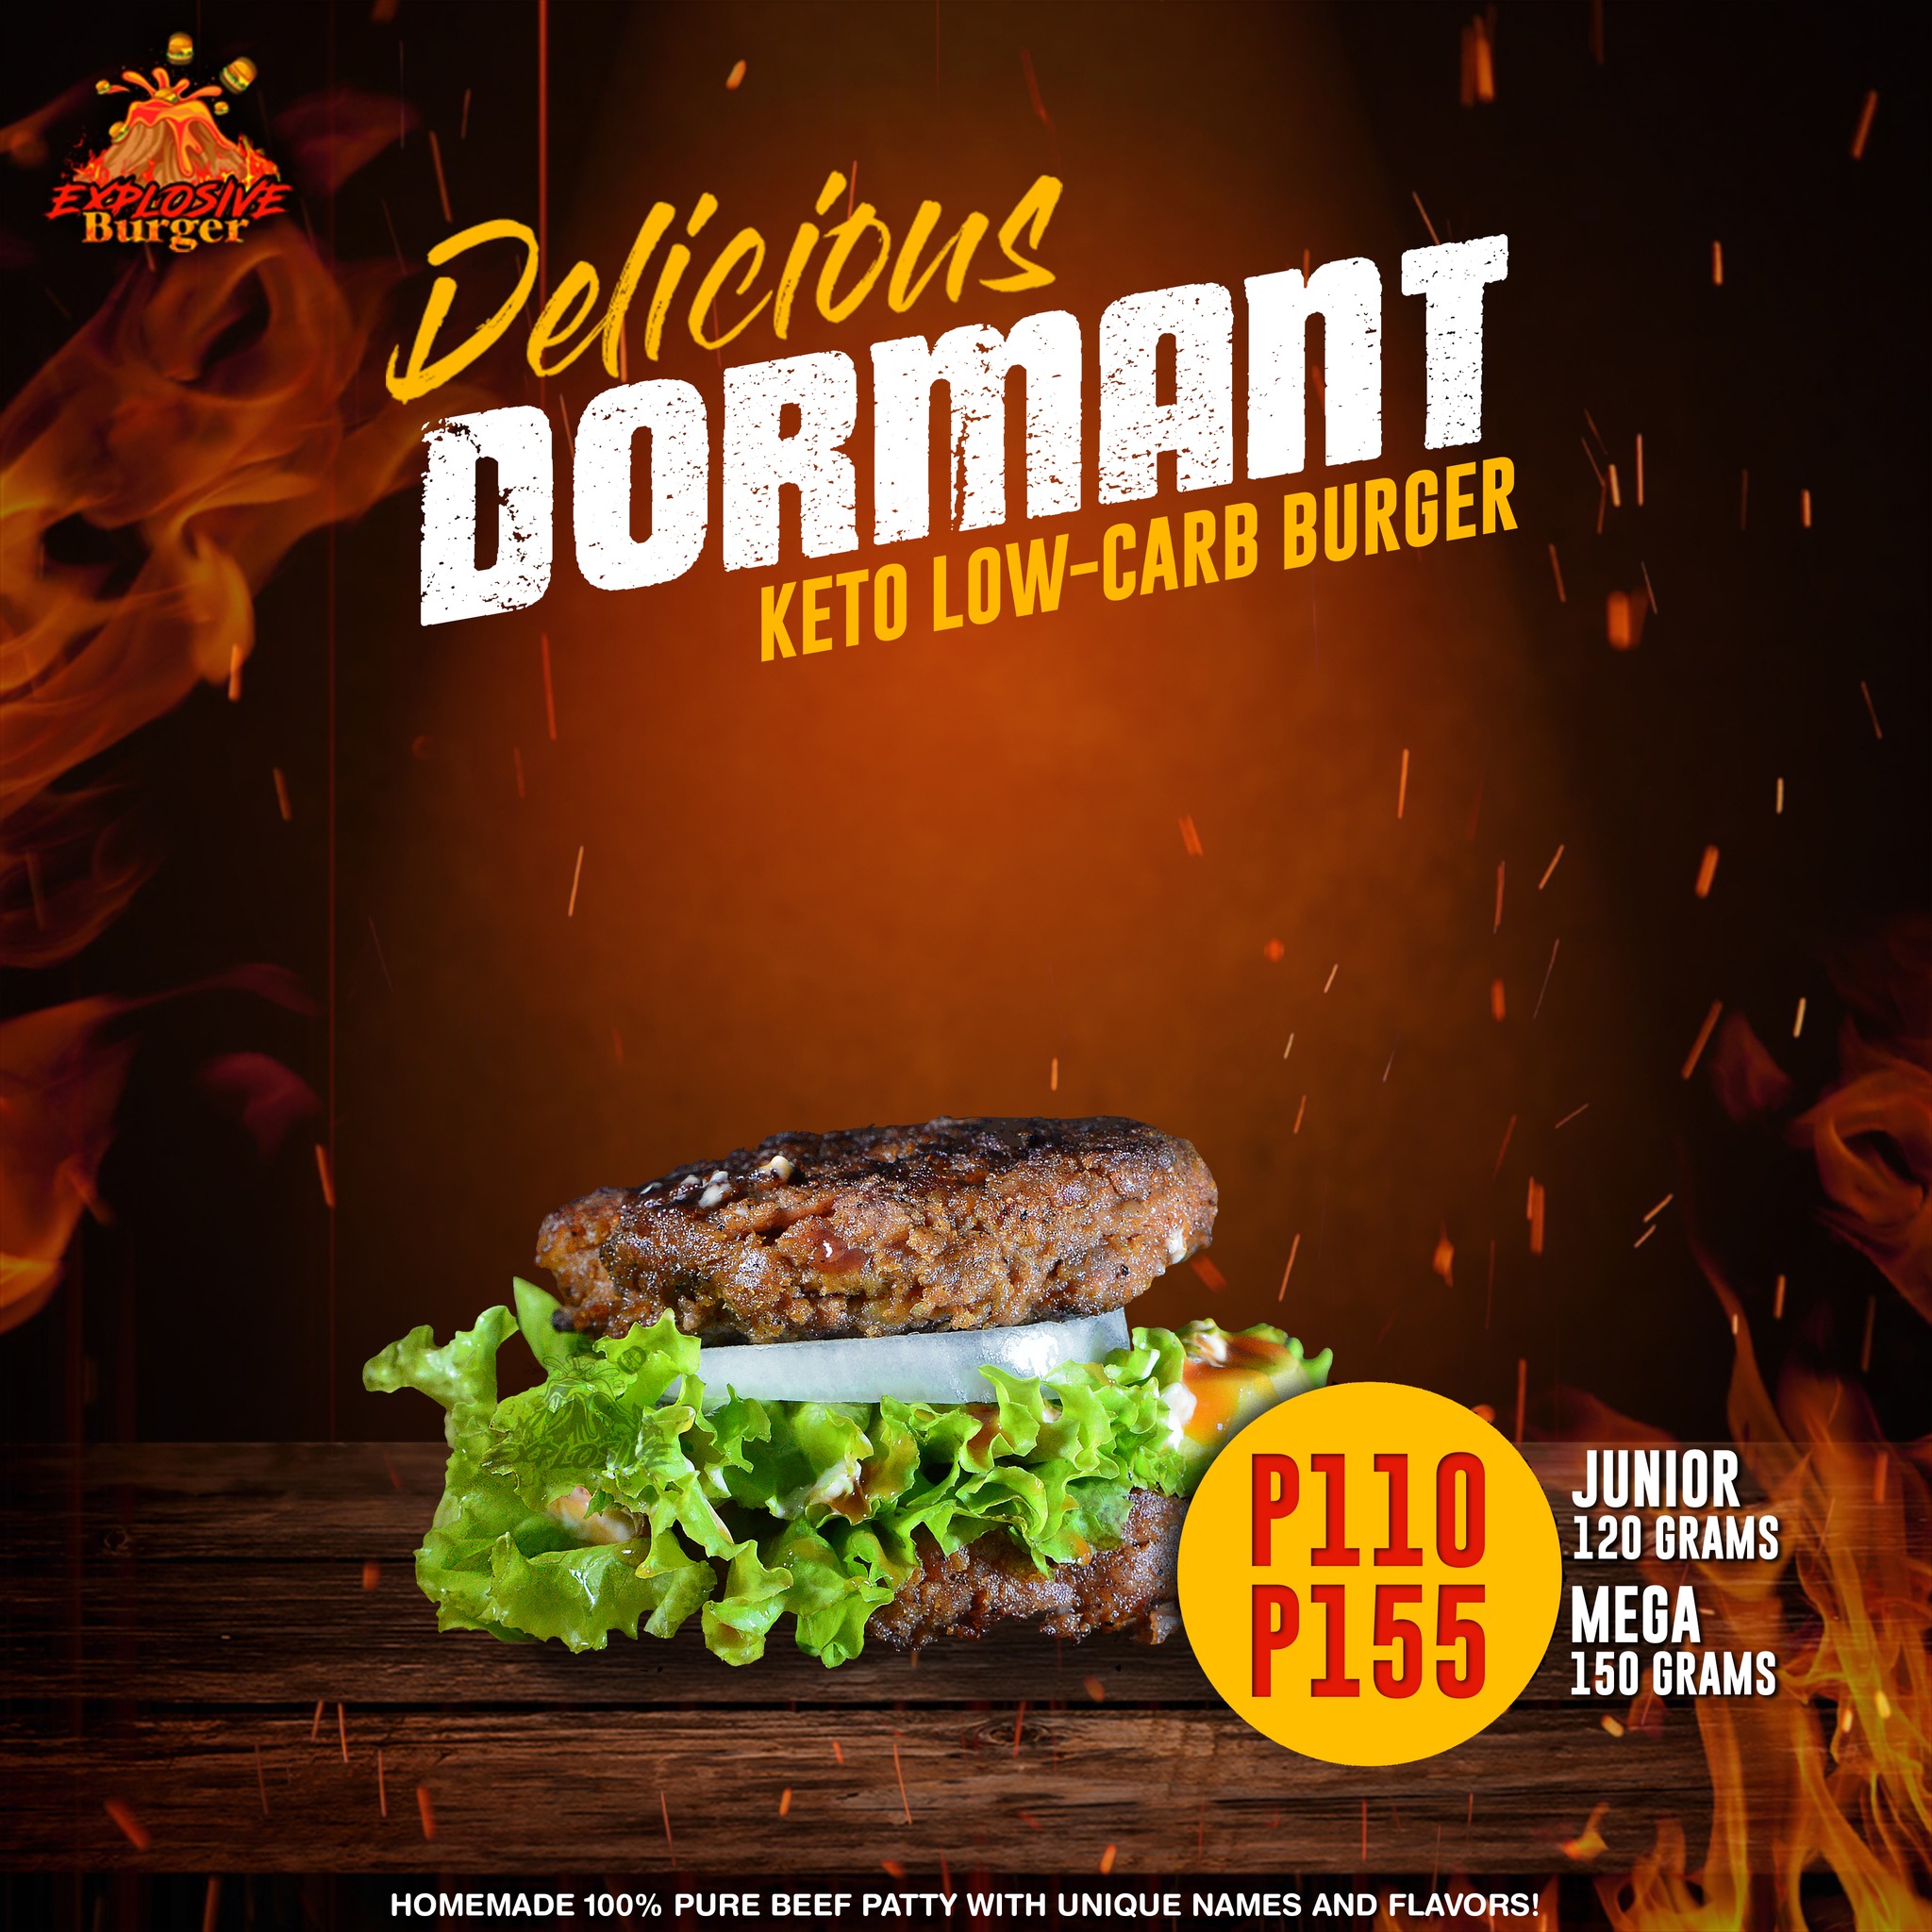 EXPLOSIVE
Burger
Delicious
DORMANT
KETO LOW-CARB BURGER
EXPLOSIVE
P110
P155
JUNIOR
120 GRAMS
MEGA
150 GRAMS
HOMEMADE 100% PURE BEEF PATTY WITH UNIQUE NAMES AND FLAVORS!